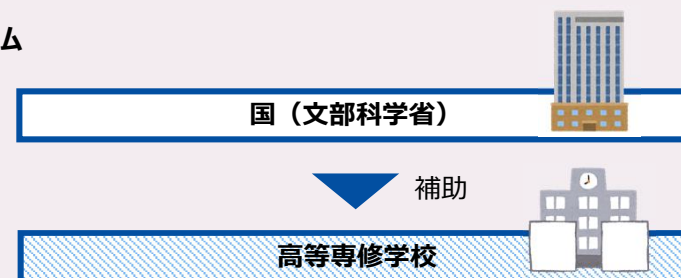 ム
国（文部科学省）
補助
高等専修学校